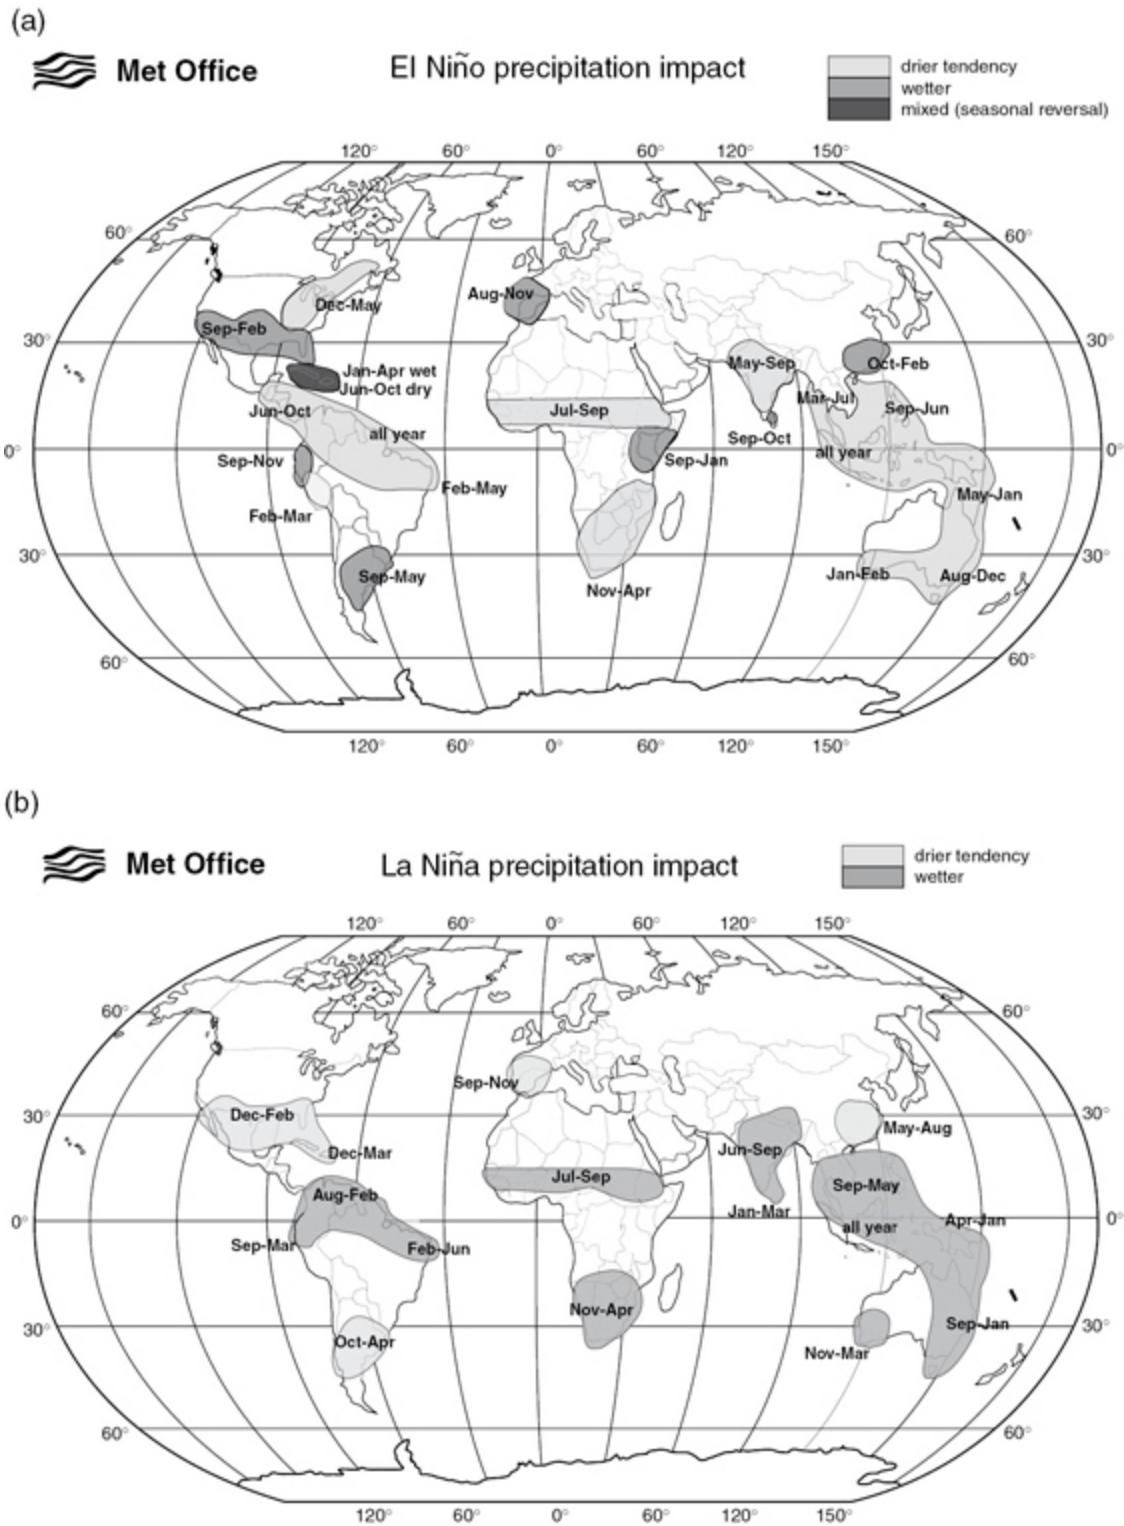 (a)
Met Office
El Niño precipitation impact
drier tendency
wetter
mixed (seasonal reversal)
120° 60° 0° 60° 120° 150°
60° 60°
Dec-May
Aug-Nov
Sep-Feb
30° 30°
May-Sep
Oct-Feb
Jan-Apr wet
Jun-Oct dry
Mar-Jul
Jun-Oct
Jul-Sep
Sep-Jun
all year
Sep-Oct
0° 0°
all year
Sep-Nov
Sep-Jan
Feb-May
May-Jan
Feb-Mar
30° 30°
Sep-May
Jan-Feb
Aug-Dec
Nov-Apr
60° 60°
120° 60° 0° 60° 120° 150°
(b)
Met Office
La Niña precipitation impact
drier tendency
wetter
120° 60° 0° 60° 120° 150°
60° 60°
Sep-Nov
30° 30°
Dec-Feb
May-Aug
Dec-Mar
Jun-Sep
Jul-Sep
Sep-May
Aug-Feb
Jan-Mar
0° 0°
Apr-Jan
all year
Sep-Mar
Feb-Jun
Nov-Apr
30° 30°
Sep-Jan
Oct-Apr
Nov-Mar
60° 60°
120° 60° 0° 60° 120° 150°